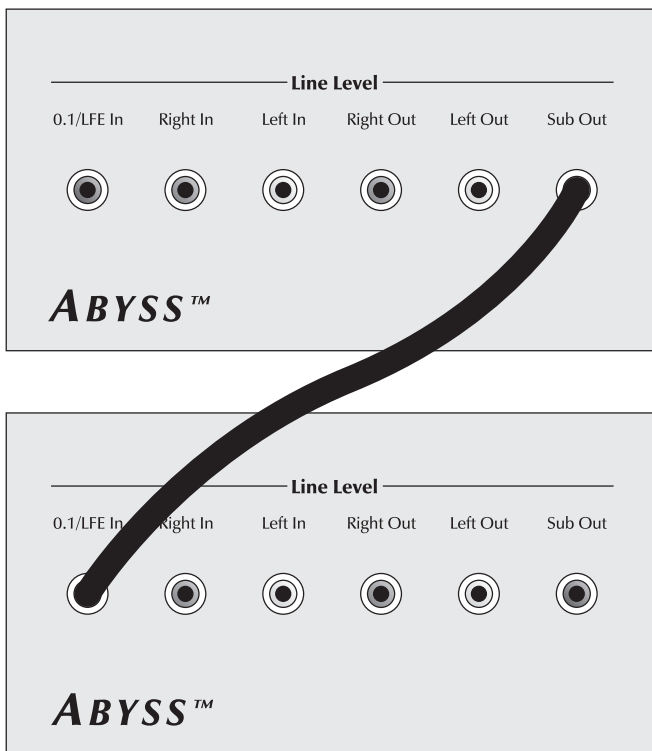 Line Level
0.1/LFE In Right In Left In Right Out Left Out Sub Out
ABYSS™
Line Level
0.1/LFE In Right In Left In Right Out Left Out Sub Out
ABYSS™